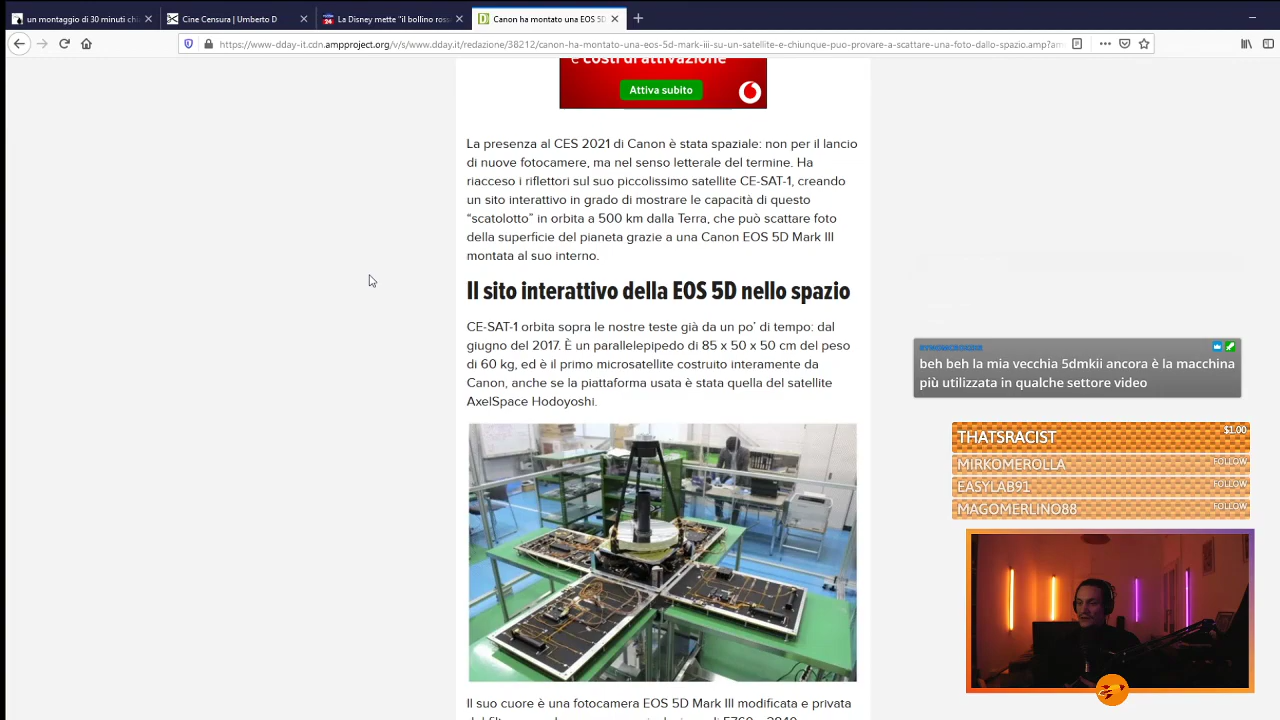 un montaggio di 30 minuti chi
Cine Censura | Umberto D
La Disney mette "il bollino ross
Canon ha montato una EOS 5D
https://www-dday-it.cdn.ampproject.org/v/s/www.dday.it/redazione/38212/canon-ha-montato-una-eos-5d-mark-iii-su-un-satellite-e-chiunque-puo-provare-a-scattare-una-foto-dallo-spazio.amp?am
e costi di attivazione
Attiva subito
La presenza al CES 2021 di Canon è stata spaziale: non per il lancio
di nuove fotocamere, ma nel senso letterale del termine. Ha
riacceso i riflettori sul suo piccolissimo satellite CE-SAT-1, creando
un sito interattivo in grado di mostrare le capacità di questo
“scatolotto” in orbita a 500 km dalla Terra, che può scattare foto
della superficie del pianeta grazie a una Canon EOS 5D Mark III
montata al suo interno.
Il sito interattivo della EOS 5D nello spazio
CE-SAT-1 orbita sopra le nostre teste già da un po’ di tempo: dal
giugno del 2017. È un parallelepipedo di 85 x 50 x 50 cm del peso
di 60 kg, ed è il primo microsatellite costruito interamente da
Canon, anche se la piattaforma usata è stata quella del satellite
AxelSpace Hodoyoshi.
Il suo cuore è una fotocamera EOS 5D Mark III modificata e privata
beh beh la mia vecchia 5dmkii ancora è la macchina
più utilizzata in qualche settore video
THATSRACIST $1.00
MIRKOMEROLLA FOLLOW
EASYLAB91 FOLLOW
MAGOMERLINO88 FOLLOW